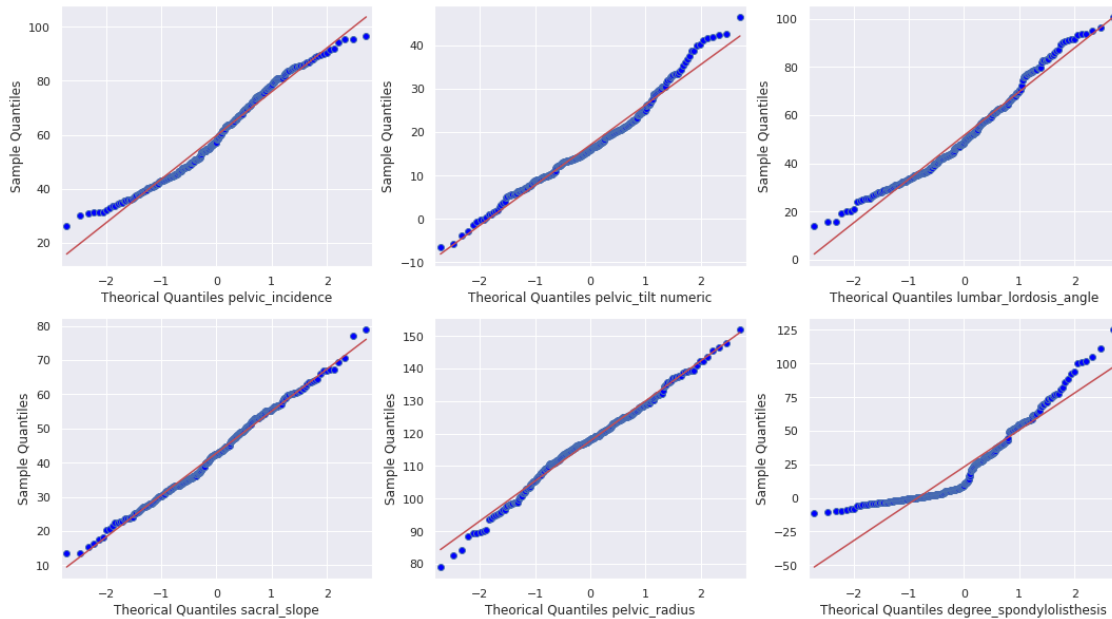 100
80
60
40
20
Sample Quantiles
−2 −1 0 1 2
Theorical Quantiles pelvic_incidence
40
30
20
10
0
−10
Sample Quantiles
−2 −1 0 1 2
Theorical Quantiles pelvic_tilt numeric
100
80
60
40
20
0
Sample Quantiles
−2 −1 0 1 2
Theorical Quantiles lumbar_lordosis_angle
80
70
60
50
40
30
20
10
Sample Quantiles
−2 −1 0 1 2
Theorical Quantiles sacral_slope
150
140
130
120
110
100
90
80
Sample Quantiles
−2 −1 0 1 2
Theorical Quantiles pelvic_radius
125
100
75
50
25
0
−25
−50
Sample Quantiles
−2 −1 0 1 2
Theorical Quantiles degree_spondylolisthesis